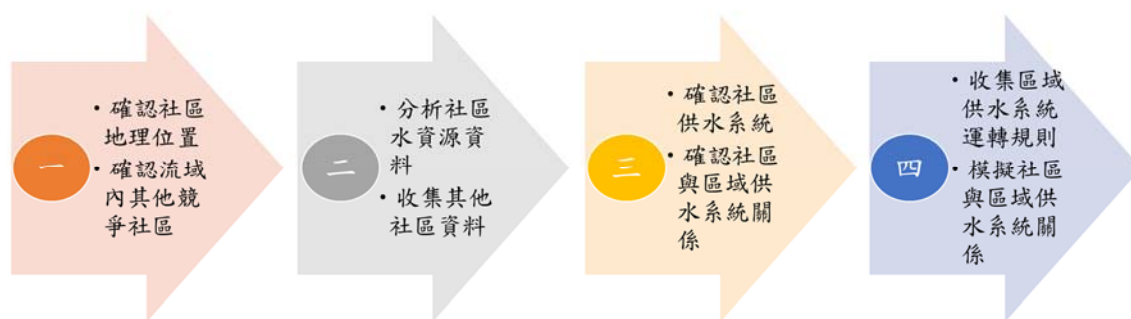 一
・確認社區
地理位置
・確認流域
內其他競
爭社區
二
・分析社區
水資源資
料
・收集其他
社區資料
三
・確認社區
供水系統
・確認社區
與區域供
水系統關
係
四
・收集區域
供水系統
運轉規則
・模擬社區
與區域供
水系統關
係